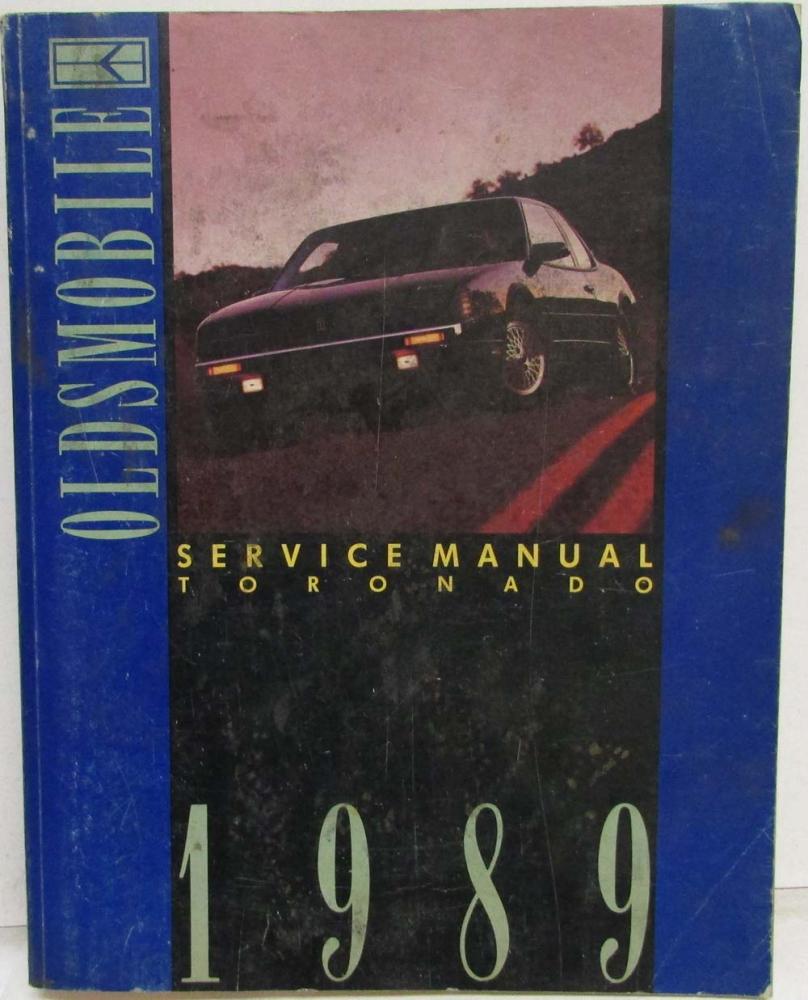 OLDSMOBILE
SERVICE MANUAL
TORONADO
1989